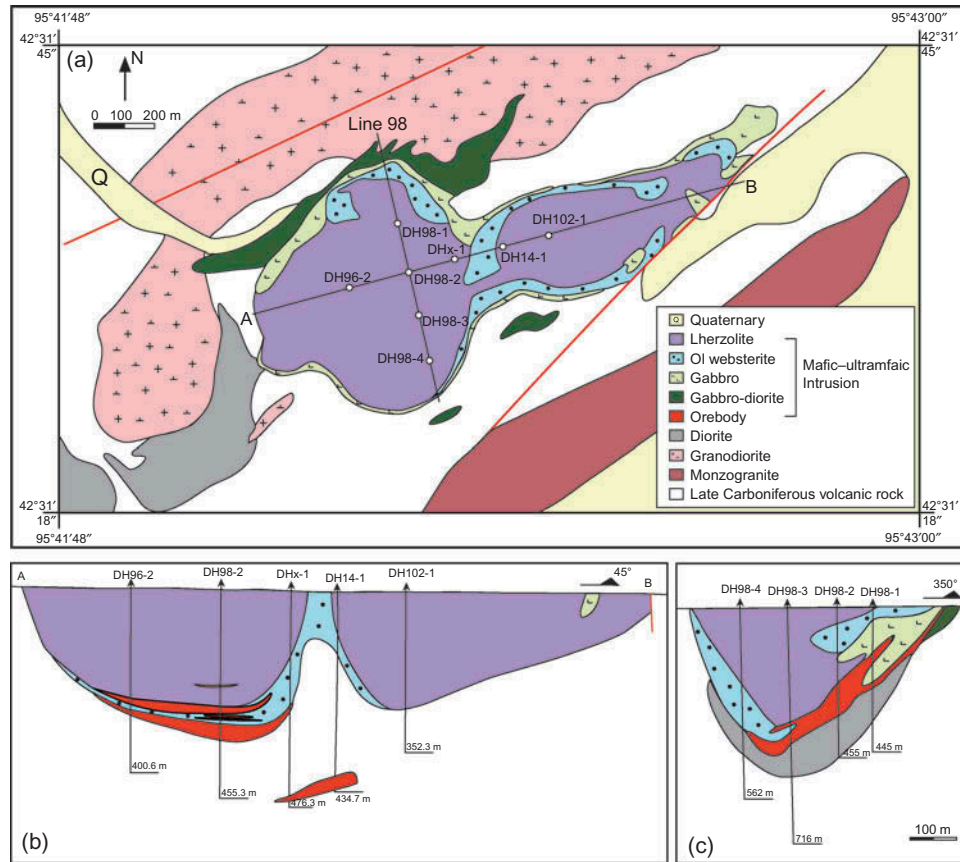 95°41′48″
95°43′00″
42°31′
45″
42°31′
45″
(a)
N
0 100 200 m
Line 98
Q
B
DH102-1
DH98-1
DHx-1
DH14-1
DH96-2
DH98-2
A
DH98-3
DH98-4
Quaternary
Lherzolite
Ol websterite
Gabbro
Gabbro-diorite
Orebody
Diorite
Granodiorite
Monzogranite
Late Carboniferous volcanic rock
Mafic–ultramfaic
Intrusion
42°31′
18″
42°31′
18″
95°41′48″
95°43′00″
A
DH96-2
DH98-2
DHx-1
DH14-1
DH102-1
45°
B
352.3 m
400.6 m
455.3 m
476.3 m
434.7 m
(b)
350°
DH98-4
DH98-3
DH98-2
DH98-1
455 m
445 m
562 m
716 m
100 m
(c)